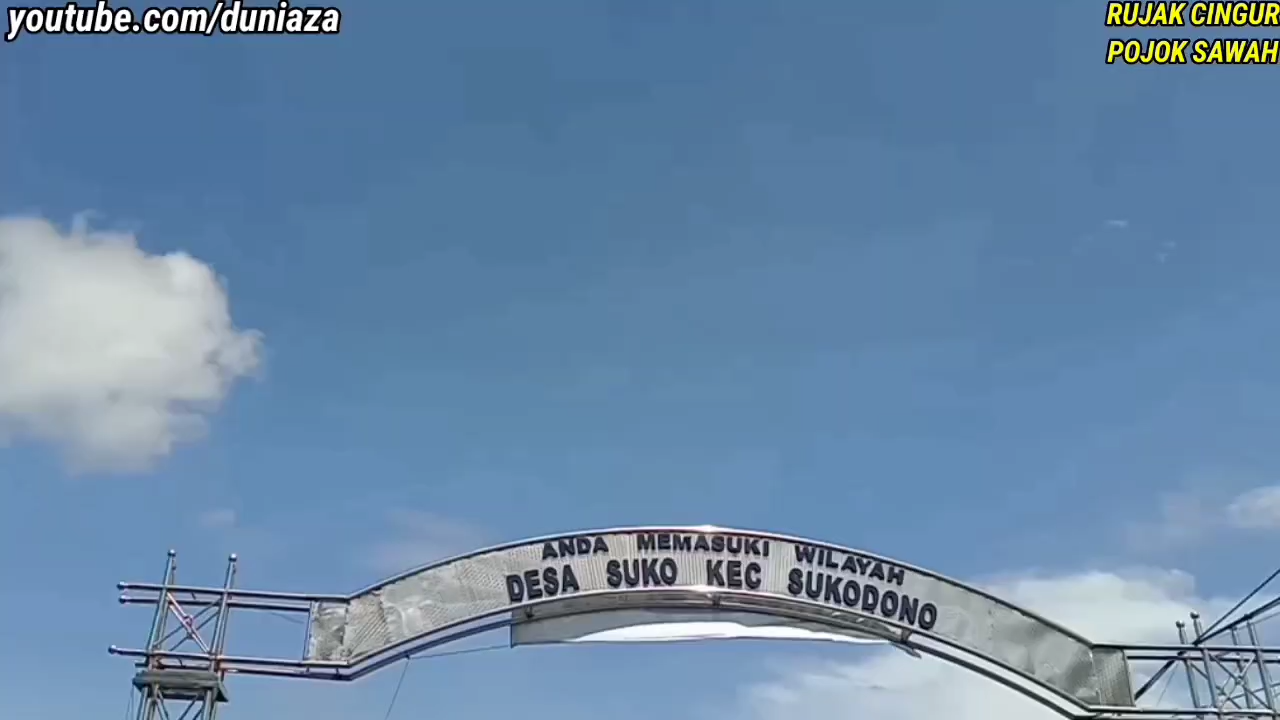 youtube.com/duniaza
RUJAK CINGUR
POJOK SAWAH
ANDA MEMASUKI WILAYAH
DESA SUKO KEC SUKODONO